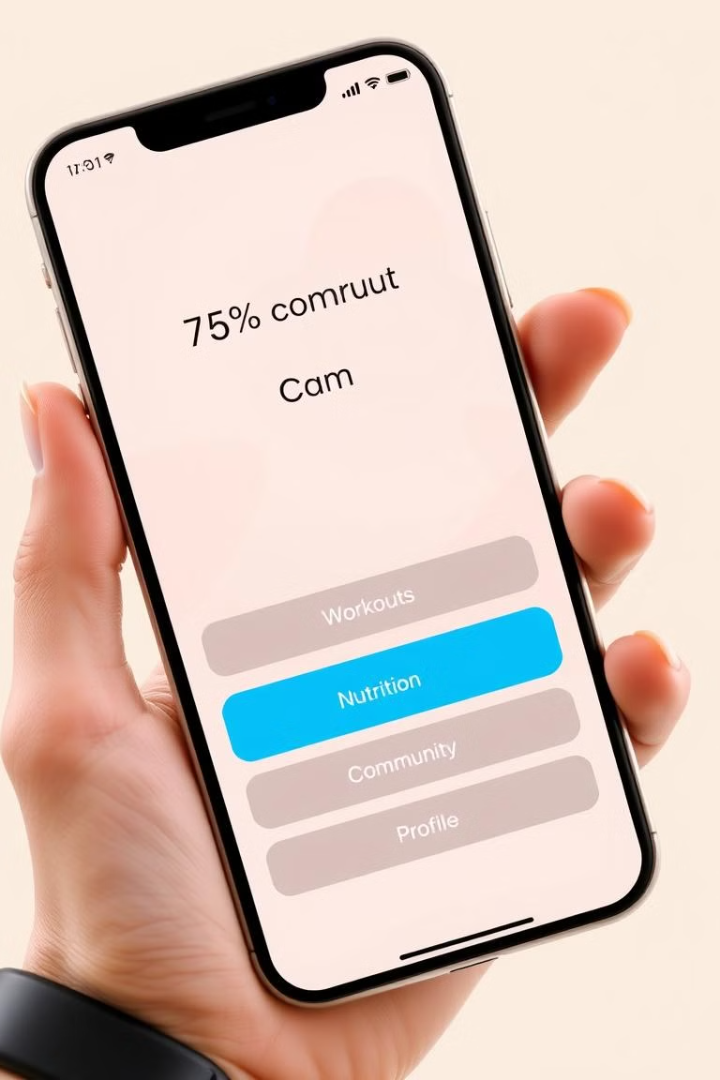 75% comruut
Cam
Workouts
Nutrition
Community
Profile